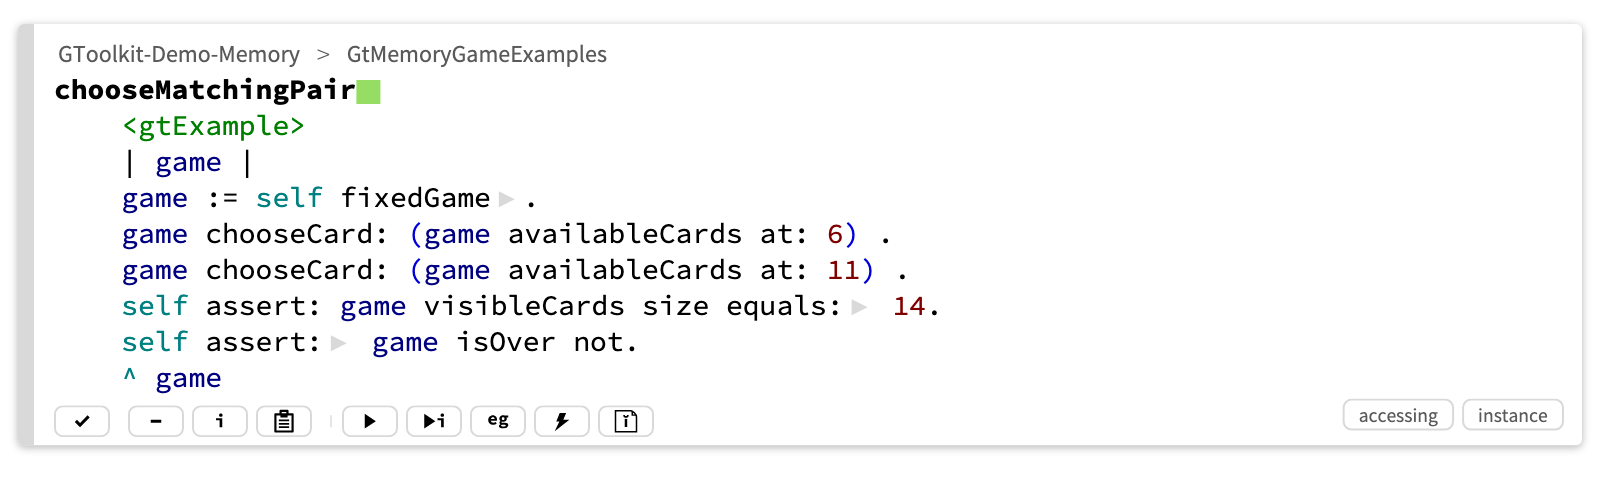 GToolkit-Demo-Memory > GtMemoryGameExamples
chooseMatchingPair
<gtExample>
| game |
game := self fixedGame ▶ .
game chooseCard: (game availableCards at: 6) .
game chooseCard: (game availableCards at: 11) .
self assert: game visibleCards size equals: ▶ 14.
self assert: ▶ game isOver not.
^ game
i ▶i eg i
accessing instance